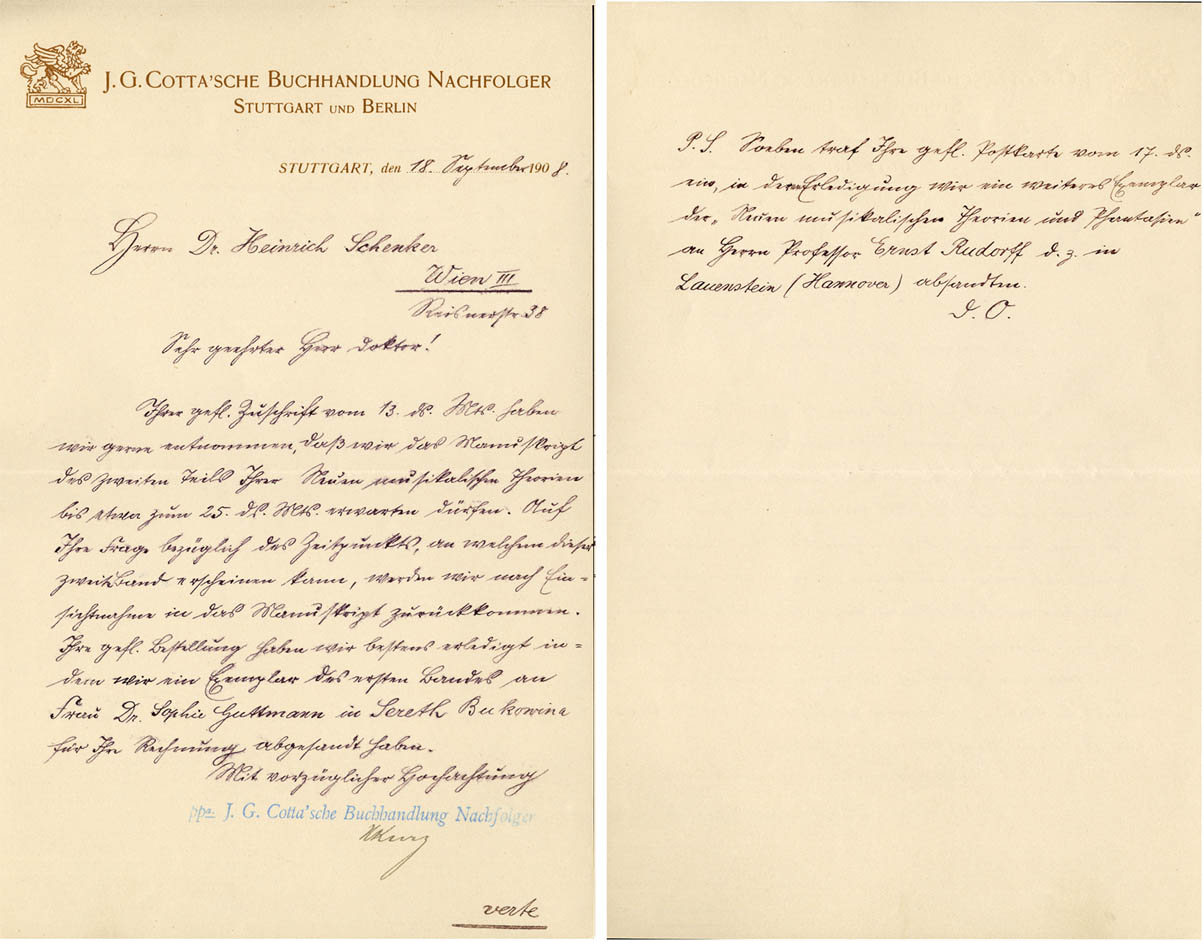 MDCXL
J. G. COTTA'SCHE BUCHHANDLUNG NACHFOLGER
STUTTGART UND BERLIN
STUTTGART, den 18. September 1908.
Herrn Dr. Heinrich Schenker
Wien III
Reisnerstr 38
Sehr geehrter Herr Doktor!
Ihrer gefl. Zuschrift vom 13. ds. Mts. haben
wir gerne entnommen, daß wir das Manuskript
des zweiten Teils Ihrer Neuen musikalischen Theorien
bis etwa zum 25. ds. Mts. erwarten dürfen. Auf
Ihre Frage bezüglich des Zeitpunkts, an welchem dieser
zweite Band erscheinen kann, werden wir nach Ein=
sichtnahme in das Manuskript zurückkommen.
Ihre gefl. Bestellung haben wir bestens erledigt in=
dem wir ein Exemplar des ersten Bandes an
Frau Dr. Sophie Guttmann in Sereth Bukowina
für Ihre Rechnung abgesandt haben.
Mit vorzüglicher Hochachtung
ppa. J. G. Cotta'sche Buchhandlung Nachfolger
verte
P. S. Soeben traf Ihre gefl. Postkarte vom 17. ds.
ein, in deren Erledigung wir ein weiteres Exemplar
der „Neuen musikalischen Theorien und Phantasien"
an Herrn Professor Ernst Rudorff d. z. in
Lauenstein (Hannover) absandten.
D. O.